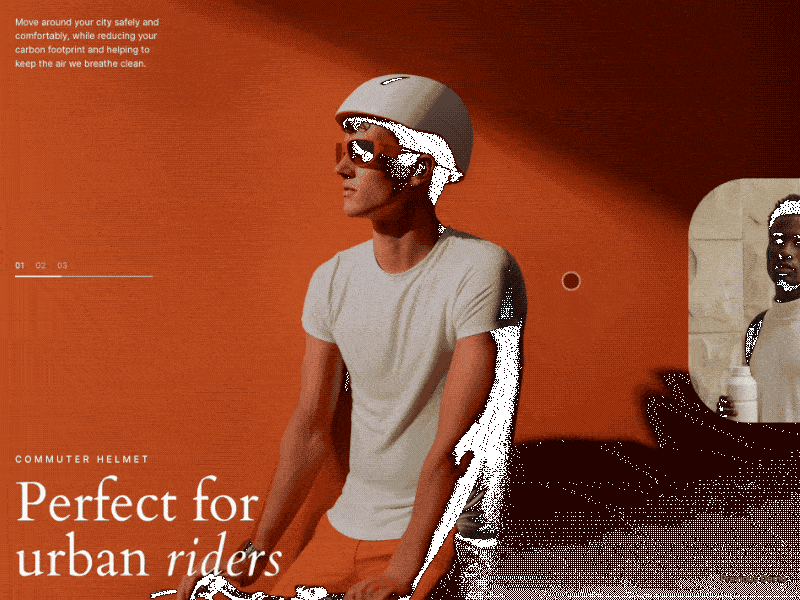 Move around your city safely and
comfortably, while reducing your
carbon footprint and helping to
keep the air we breathe clean.
01 02 03
COMMUTER HELMET
Perfect for
urban riders